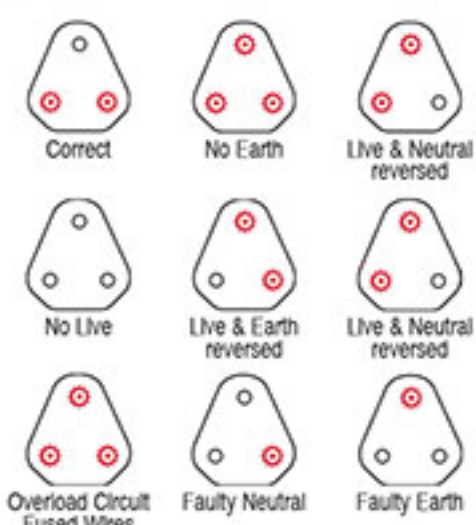 Correct
No Earth
Live & Neutral
reversed
No Live
Live & Earth
reversed
Live & Neutral
reversed
Overload Circuit
Fused Wires
Faulty Neutral
Faulty Earth